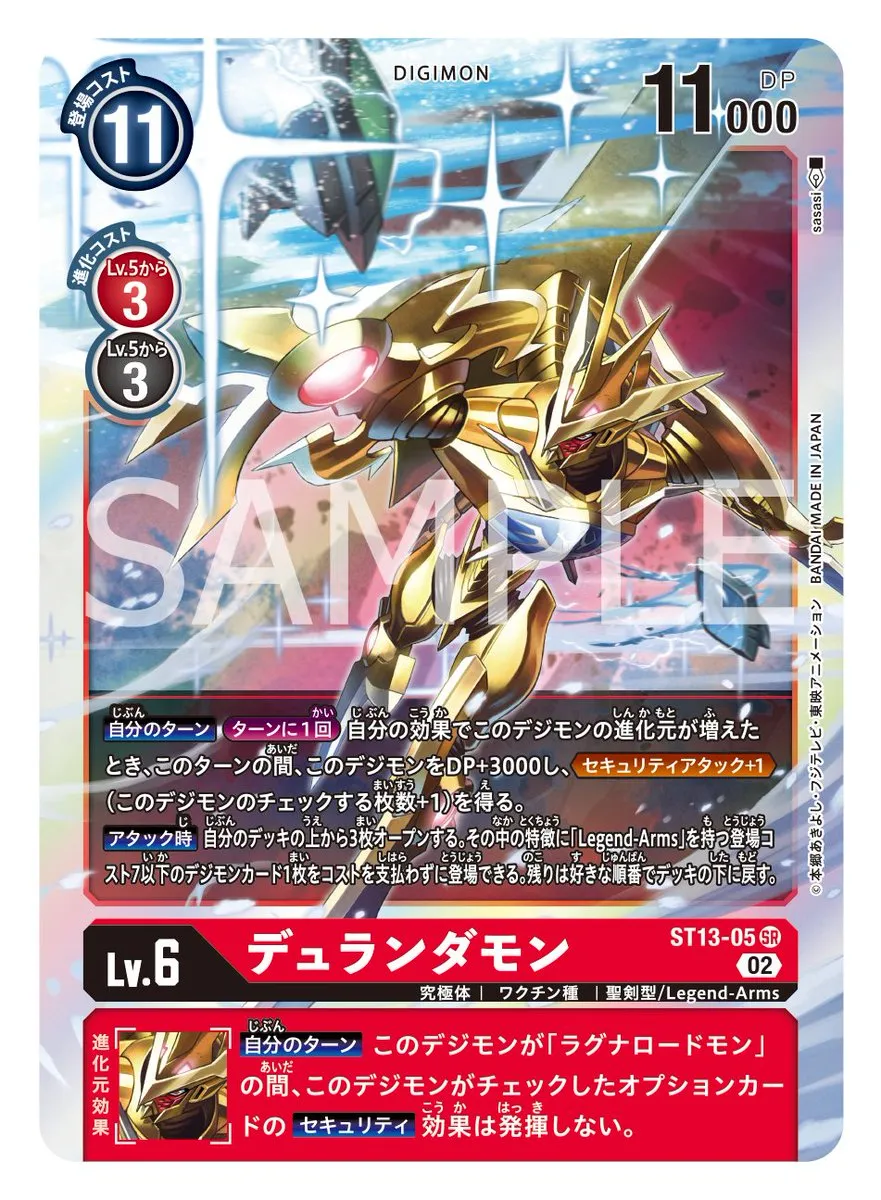 DIGIMON
登場コスト
11
11000
DP
進化コスト
Lv.5から
3
Lv.5から
3
sasasi
SAMPLE
©本郷あきよし・フジテレビ・東映アニメーション BANDAI MADE IN JAPAN
自分のターン ターンに1回 自分の効果でこのデジモンの進化元が増えた
とき、このターンの間、このデジモンをDP+3000し、セキュリティアタック+1
(このデジモンのチェックする枚数+1)を得る。
アタック時 自分のデッキの上から3枚オープンする。その中の特徴に「Legend-Arms」を持つ登場コ
スト7以下のデジモンカード1枚をコストを支払わずに登場できる。残りは好きな順番でデッキの下に戻す。
Lv.6
デュランダモン
ST13-05 SR
02
究極体 | ワクチン種 | 聖剣型/Legend-Arms
進化元効果
自分のターン このデジモンが「ラグナロードモン」
の間、このデジモンがチェックしたオプションカー
ドの セキュリティ 効果は発揮しない。